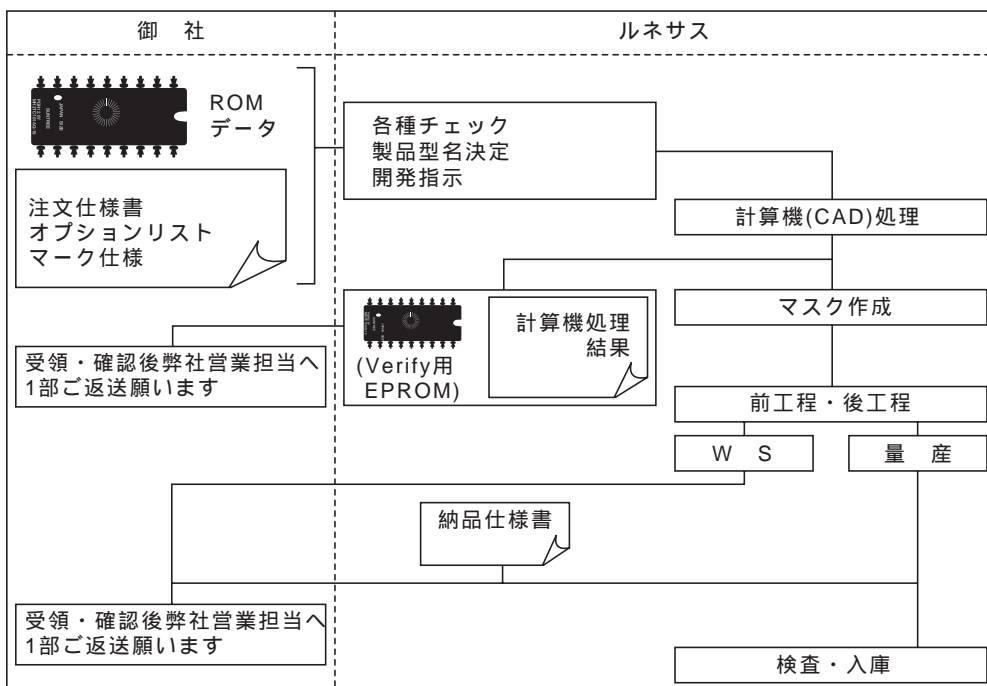 御　社
ルネサス
ROM
データ
注文仕様書
オプションリスト
マーク仕様
各種チェック
製品型名決定
開発指示
計算機(CAD)処理
マスク作成
計算機処理
結果
(Verify用
EPROM)
受領・確認後弊社営業担当へ
1部ご返送願います
前工程・後工程
W　S
量　産
納品仕様書
受領・確認後弊社営業担当へ
1部ご返送願います
検査・入庫